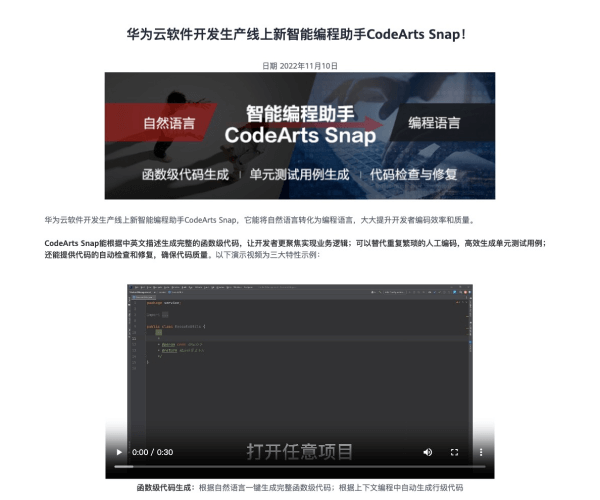 华为云软件开发生产线上新智能编程助手CodeArts Snap！
日期 2022年11月10日
自然语言
智能编程助手
CodeArts Snap
编程语言
函数级代码生成 | 单元测试用例生成 | 代码检查与修复
华为云软件开发生产线上新智能编程助手CodeArts Snap，它能将自然语言转化为编程语言，大大提升开发者编码效率和质量。
CodeArts Snap能根据中英文描述生成完整的函数级代码，让开发者更聚焦实现业务逻辑；可以替代重复繁琐的人工编码，高效生成单元测试用例；
还能提供代码的自动检查和修复，确保代码质量。以下演示视频为三大特性示例：
package service;
打开任意项目
0:00 / 0:30
函数级代码生成：根据自然语言一键生成完整函数级代码；根据上下文编程中自动生成行级代码